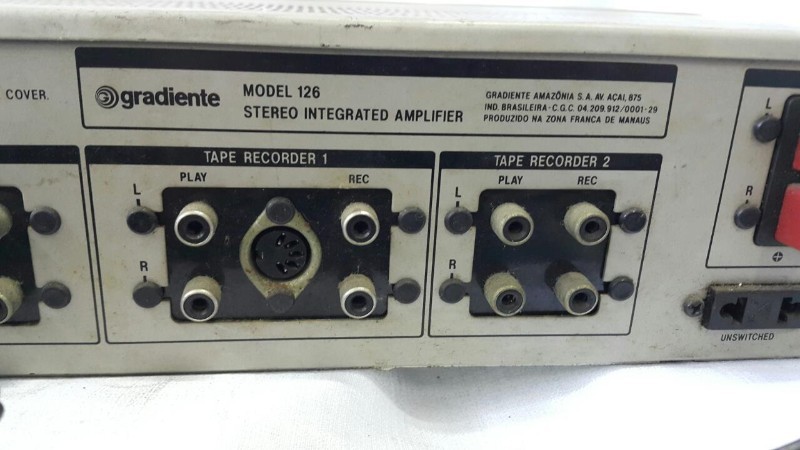 COVER.
gradiente
MODEL 126
STEREO INTEGRATED AMPLIFIER
GRADIENTE AMAZÔNIA S.A. AV. AÇAI, 875
IND. BRASILEIRA - C.G.C. 04.209.912/0001-29
PRODUZIDO NA ZONA FRANCA DE MANAUS
TAPE RECORDER 1
PLAY REC
L
R
TAPE RECORDER 2
PLAY REC
L
R
L
R
UNSWITCHED